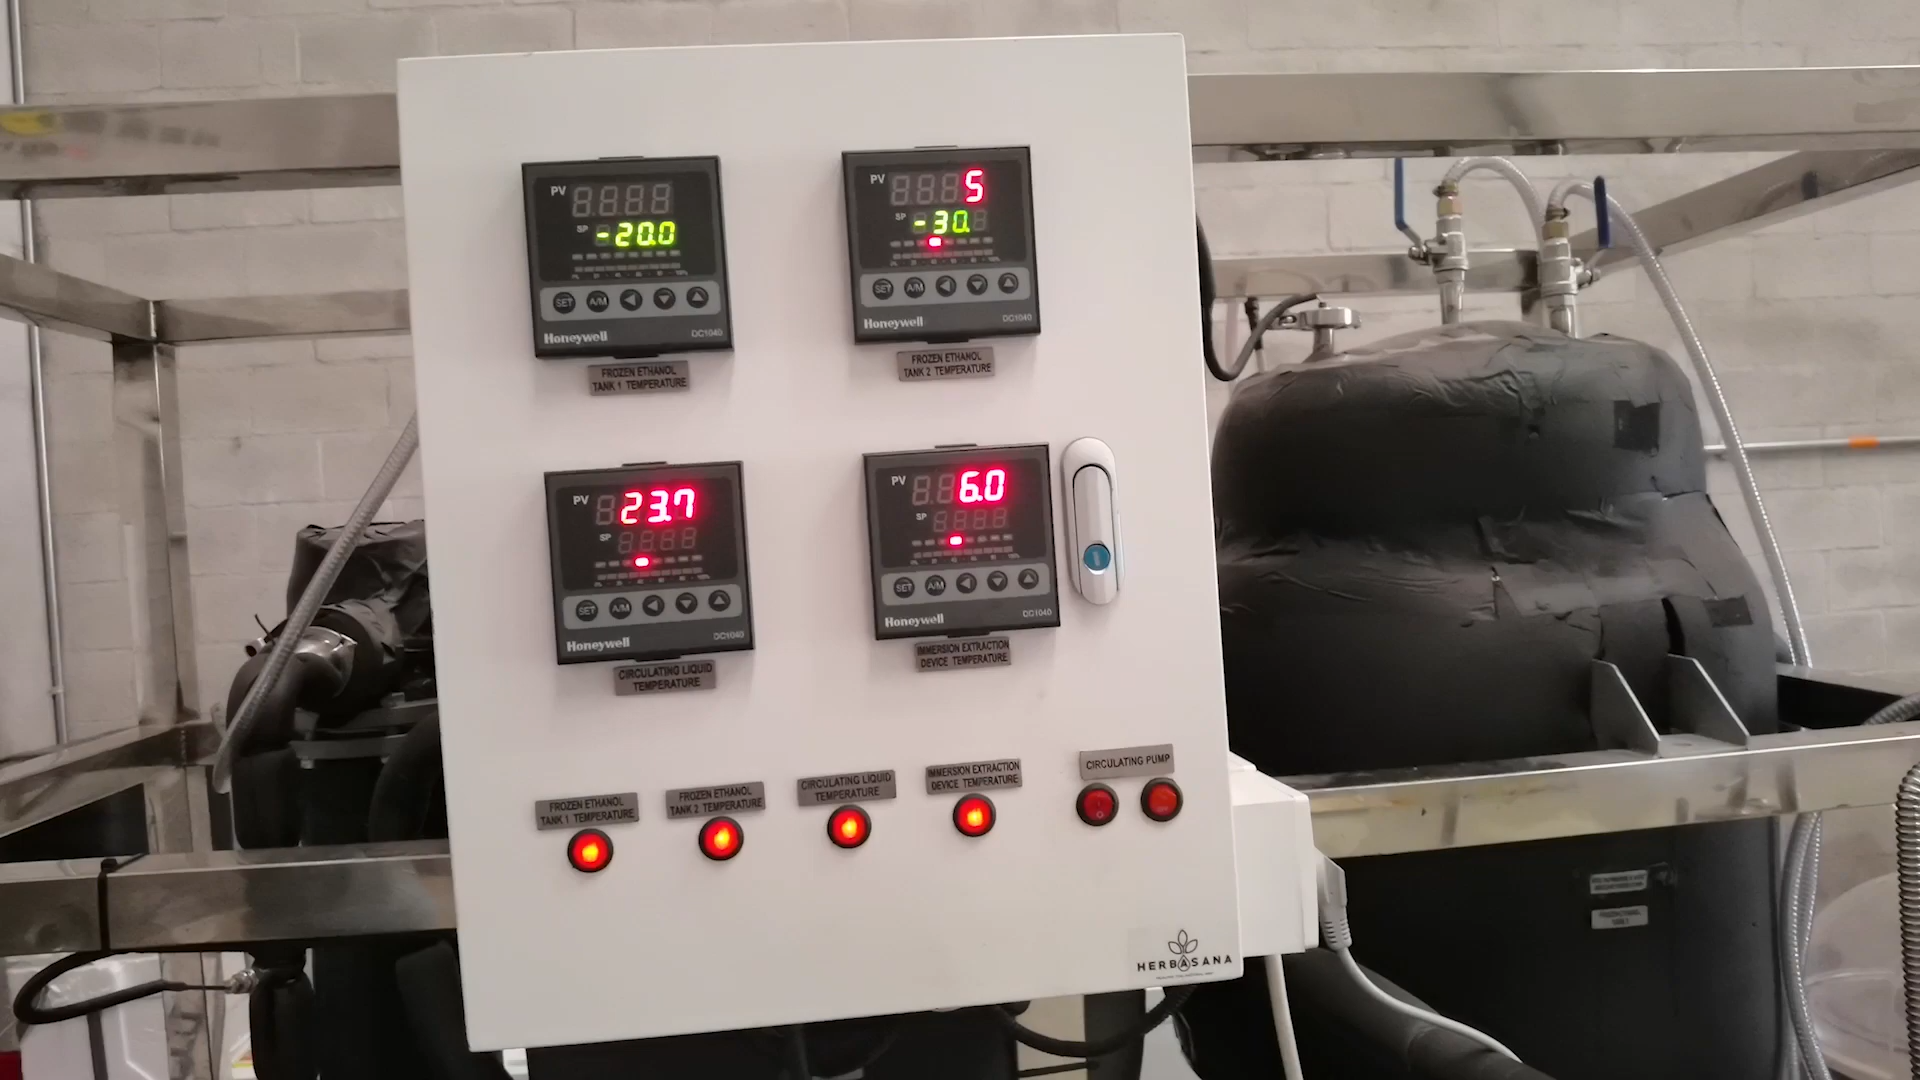 PV
SP -20.0
SET A/M
Honeywell DC1040
FROZEN ETHANOL
TANK 1 TEMPERATURE
PV 5
SP -30.
SET A/M
Honeywell DC1040
FROZEN ETHANOL
TANK 2 TEMPERATURE
PV 23.7
SP
SET A/M
Honeywell DC1040
CIRCULATING LIQUID
TEMPERATURE
PV 6.0
SP
SET A/M
Honeywell DC1040
IMMERSION EXTRACTION
DEVICE TEMPERATURE
FROZEN ETHANOL
TANK 1 TEMPERATURE
FROZEN ETHANOL
TANK 2 TEMPERATURE
CIRCULATING LIQUID
TEMPERATURE
IMMERSION EXTRACTION
DEVICE TEMPERATURE
CIRCULATING PUMP
HERBASANA
FROZEN ETHANOL